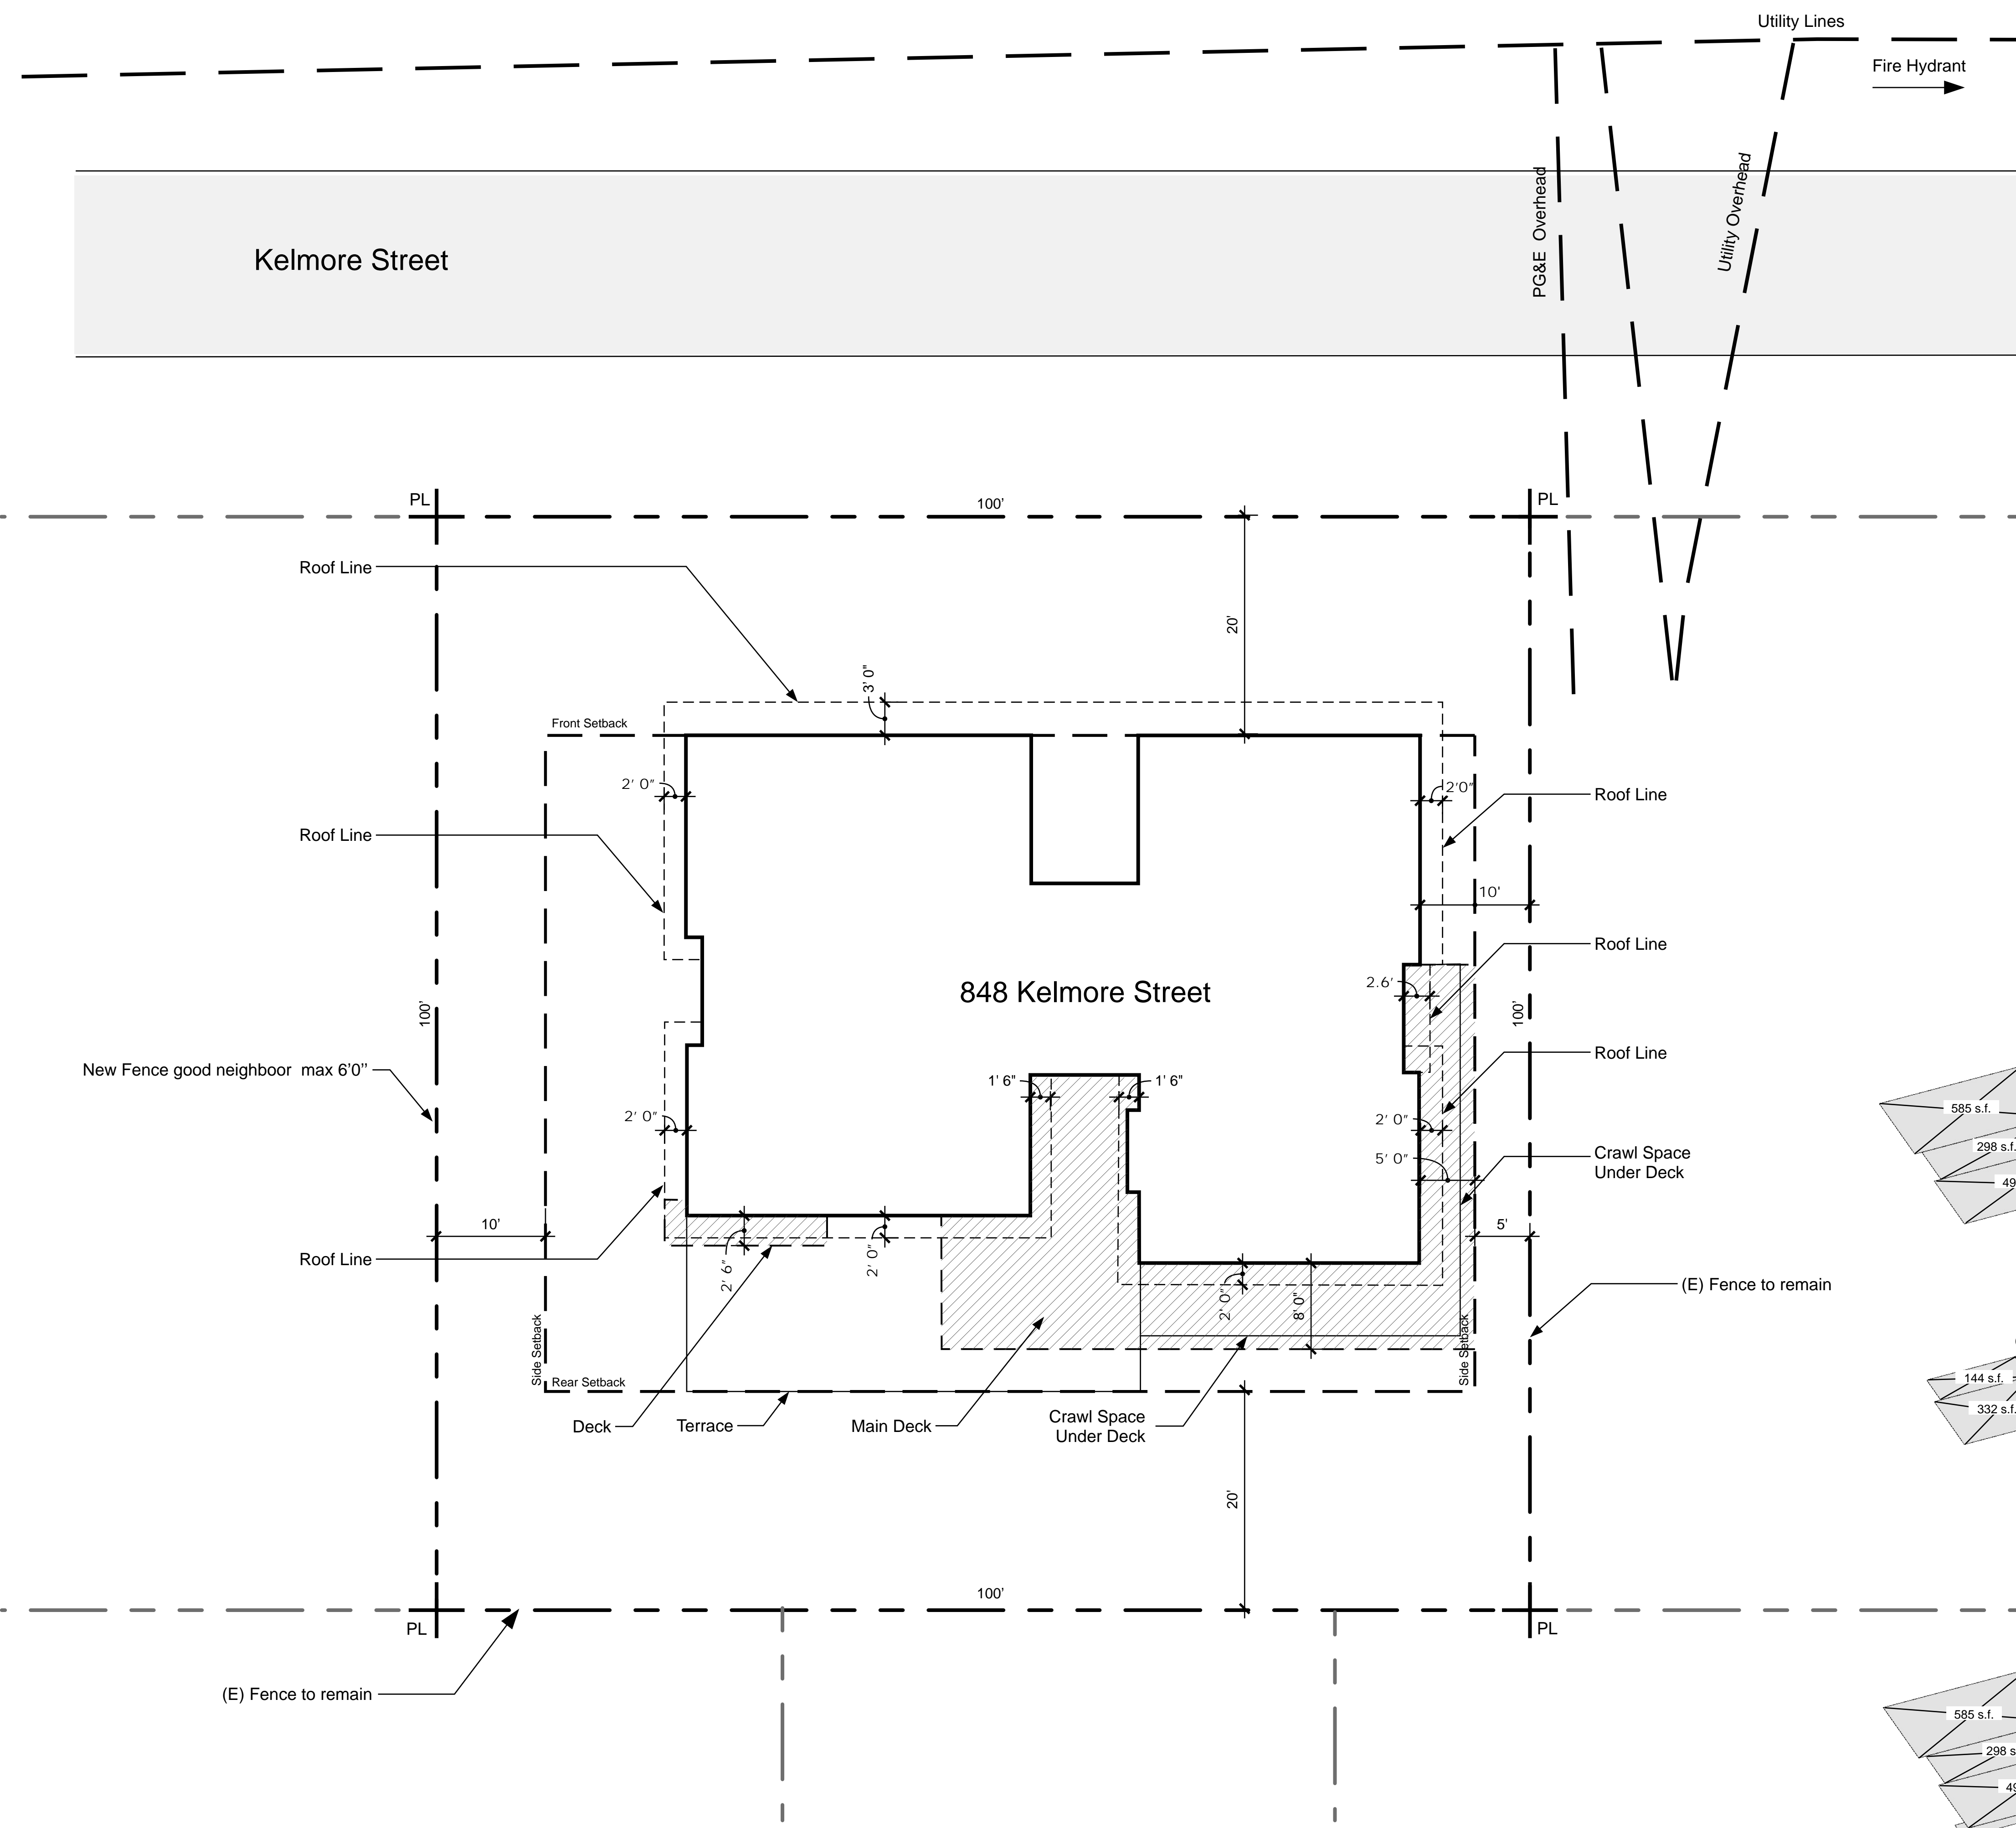 Utility Lines
Fire Hydrant
PG&E Overhead
Utility Overhead
Kelmore Street
PL
100'
PL
Roof Line
20'
3' 0"
Front Setback
2' 0"
2'0"
Roof Line
Roof Line
10'
Roof Line
2.6'
848 Kelmore Street
100'
100'
Roof Line
New Fence good neighboor max 6'0''
1' 6"
1' 6"
2' 0"
2' 0"
5' 0"
Crawl Space
Under Deck
10'
5'
Roof Line
2' 6"
2' 0"
2' 0"
8' 0"
(E) Fence to remain
Side Setback
Side Setback
Rear Setback
Deck
Terrace
Main Deck
Crawl Space
Under Deck
20'
100'
PL
PL
(E) Fence to remain
585 s.f.
298 s.f.
49
144 s.f.
332 s.f.
585 s.f.
298 s
49